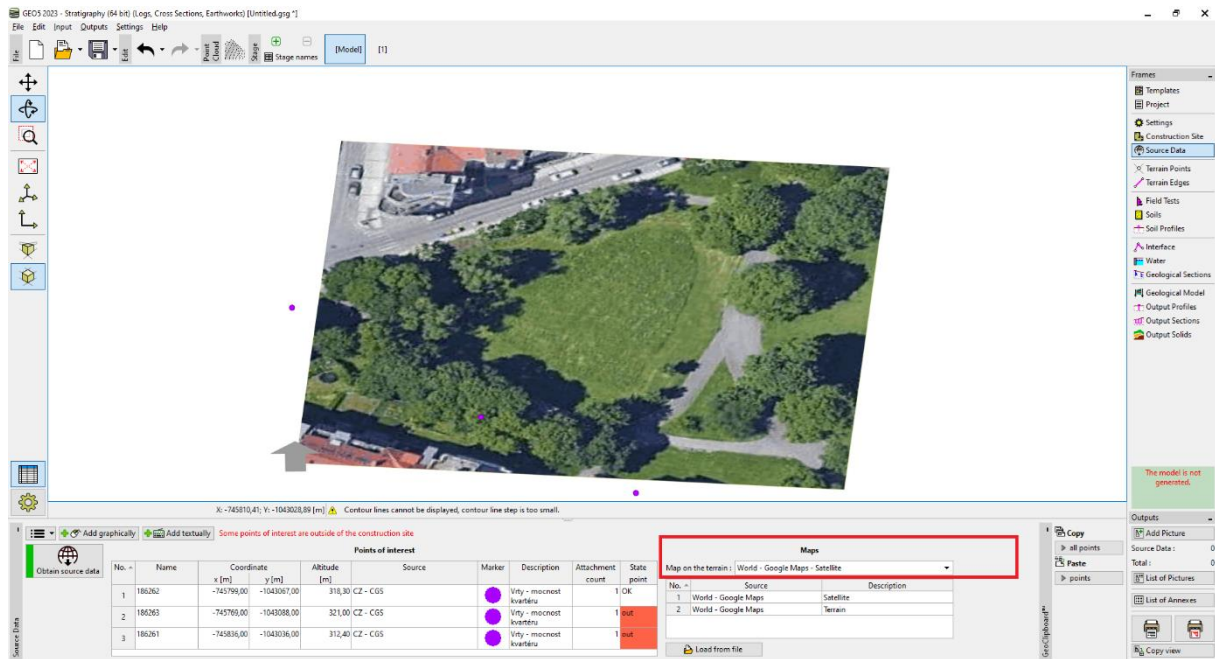 GEO5 2023 - Stratigraphy (64 bit) (Logs, Cross Sections, Earthworks) [Untitled.gsg *]
File Edit Input Outputs Settings Help
File
Edit
Point Cloud
Stage
Stage names
[Model]
[1]
Frames
Templates
Project
Settings
Construction Site
Source Data
Terrain Points
Terrain Edges
Field Tests
Soils
Soil Profiles
Interface
Water
Geological Sections
Geological Model
Output Profiles
Output Sections
Output Solids
The model is not
generated.
X: -745810,41; Y: -1043028,89 [m] Contour lines cannot be displayed, contour line step is too small.
Add graphically Add textually Some points of interest are outside of the construction site
Obtain source data
Source Data
Points of interest
No. Name Coordinate Altitude Source Marker Description Attachment State
x [m] y [m] [m] count point
1 186262 -745799,00 -1043067,00 318,30 CZ - CGS Vrty - mocnost kvartéru 1 OK
2 186263 -745769,00 -1043088,00 321,00 CZ - CGS Vrty - mocnost kvartéru 1 out
3 186261 -745836,00 -1043036,00 312,40 CZ - CGS Vrty - mocnost kvartéru 1 out
Maps
Map on the terrain : World - Google Maps - Satellite
No. Source Description
1 World - Google Maps Satellite
2 World - Google Maps Terrain
Load from file
GeoClipboard™
Copy
all points
Paste
points
Outputs
Add Picture
Source Data : 0
Total : 0
List of Pictures
List of Annexes
Copy view